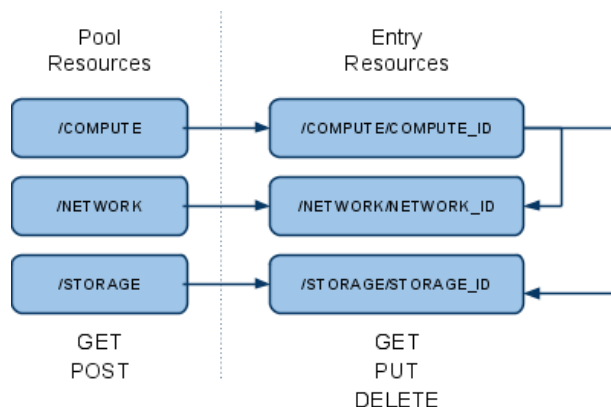 Pool
Resources
Entry
Resources
/COMPUTE
/COMPUTE/COMPUTE_ID
/NETWORK
/NETWORK/NETWORK_ID
/STORAGE
/STORAGE/STORAGE_ID
GET
POST
GET
PUT
DELETE